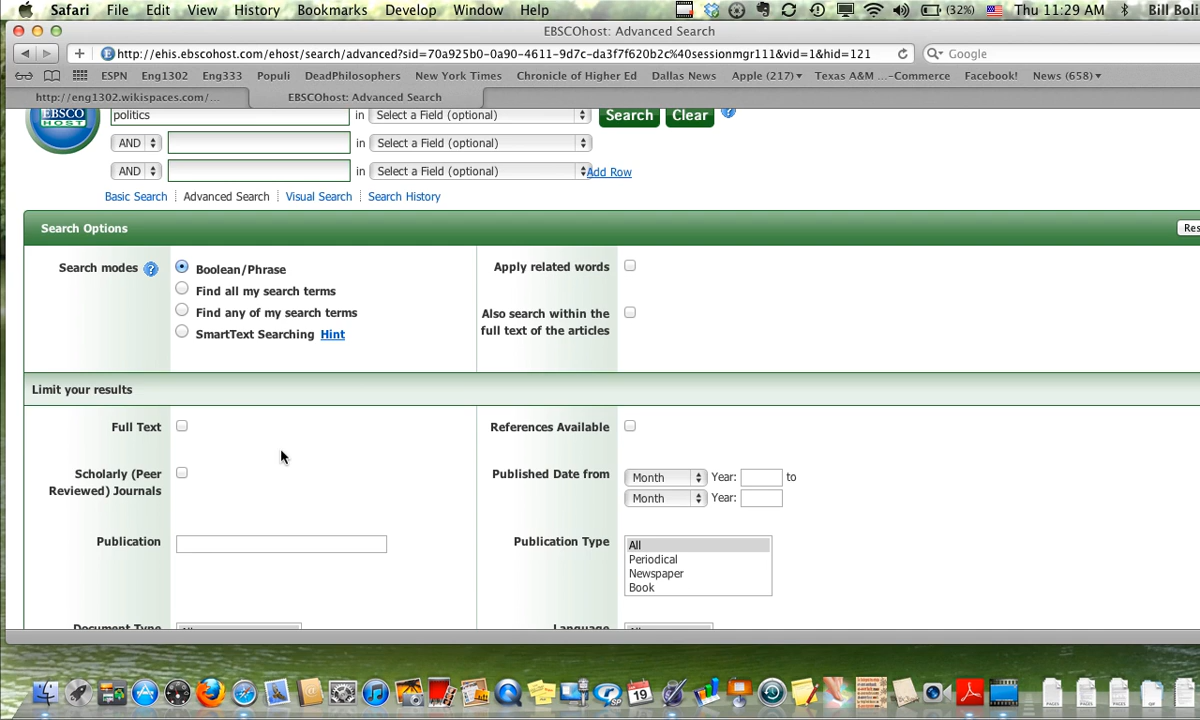 Safari File Edit View History Bookmarks Develop Window Help (32%) Thu 11:29 AM Bill Boli
EBSCOhost: Advanced Search
http://ehis.ebscohost.com/ehost/search/advanced?sid=70a925b0-0a90-4611-9d7c-da3f7f620b2c%40sessionmgr111&vid=1&hid=121 Google
ESPN Eng1302 Eng333 Populi DeadPhilosophers New York Times Chronicle of Higher Ed Dallas News Apple (217) Texas A&M ...-Commerce Facebook! News (658)
http://eng1302.wikispaces.com/... EBSCOhost: Advanced Search
EBSCO HOST politics in Select a Field (optional) Search Clear ?
AND in Select a Field (optional)
AND in Select a Field (optional) Add Row
Basic Search Advanced Search Visual Search Search History
Search Options Res
Search modes ? Boolean/Phrase Apply related words
Find all my search terms
Find any of my search terms Also search within the
full text of the articles
SmartText Searching Hint
Limit your results
Full Text References Available
Scholarly (Peer Published Date from Month Year: to
Reviewed) Journals Month Year:
Publication Publication Type All
Periodical
Newspaper
Book
Document Type Language
19